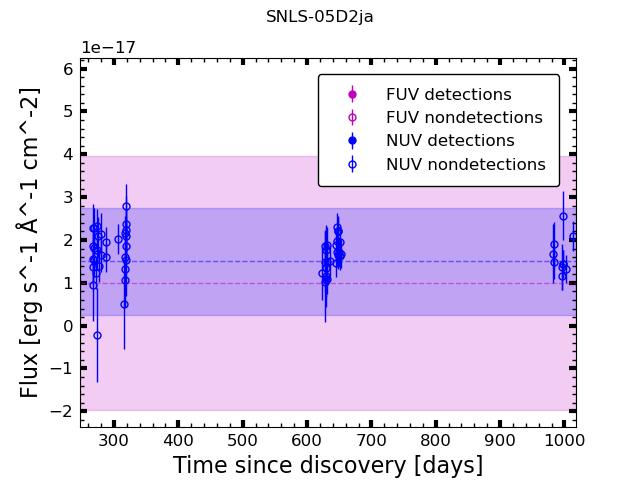 SNLS-05D2ja
1e−17
FUV detections
FUV nondetections
NUV detections
NUV nondetections
6
5
4
3
2
1
0
−1
−2
Flux [erg s^-1 Å^-1 cm^-2]
300 400 500 600 700 800 900 1000
Time since discovery [days]